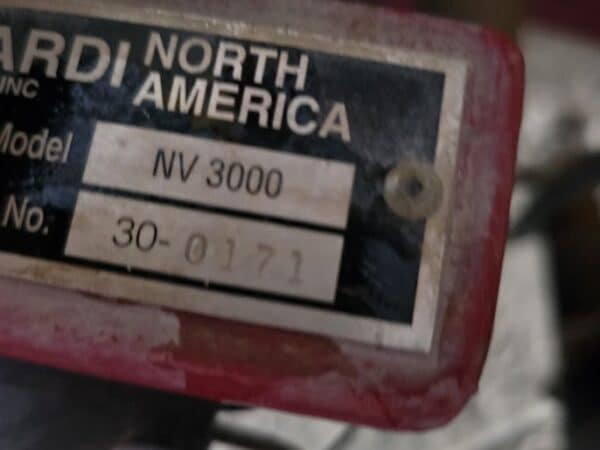 ARDI NORTH
INC AMERICA
Model NV 3000
No. 30-0171